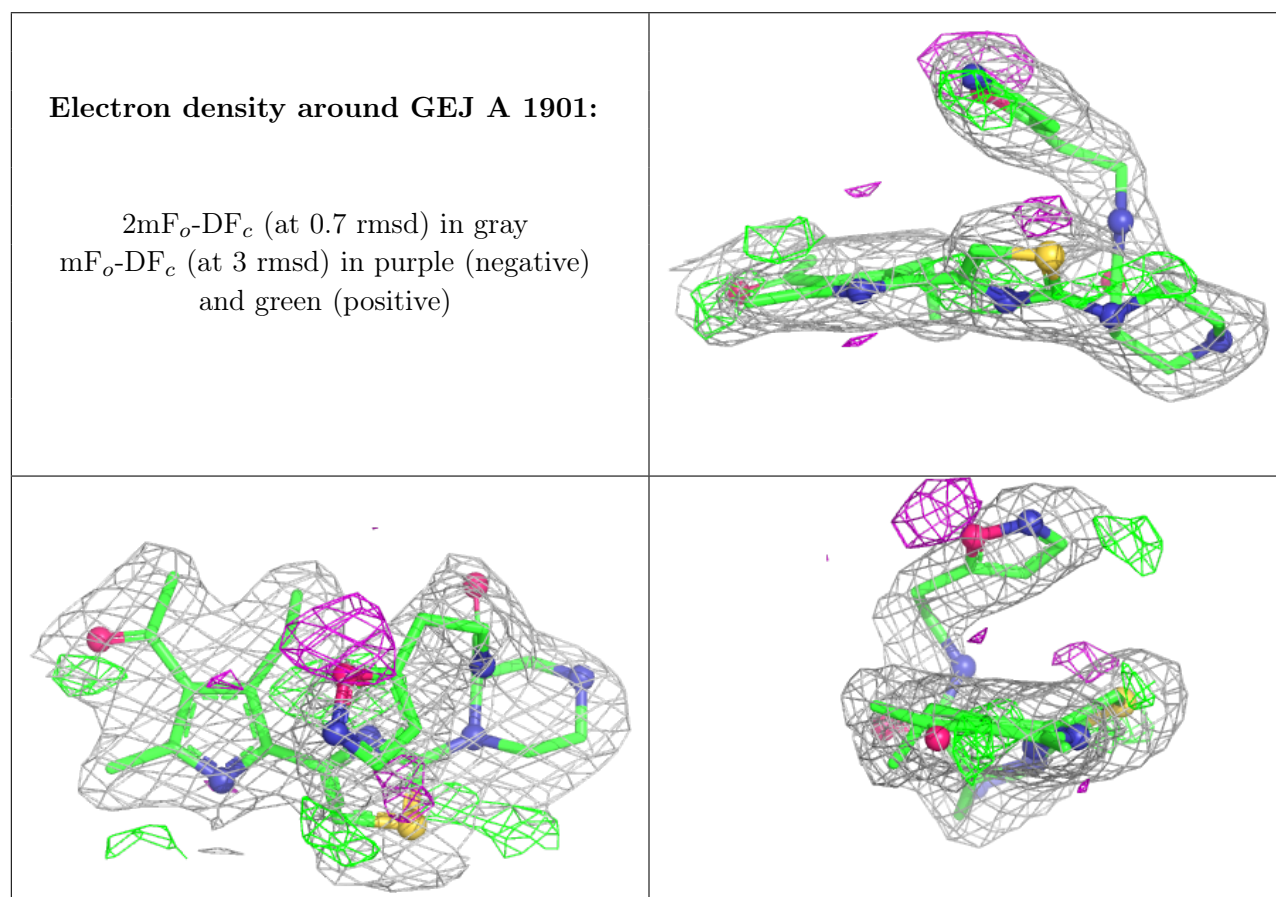 Electron density around GEJ A 1901:
2mFₒ-DF𝒸 (at 0.7 rmsd) in gray
mFₒ-DF𝒸 (at 3 rmsd) in purple (negative)
and green (positive)